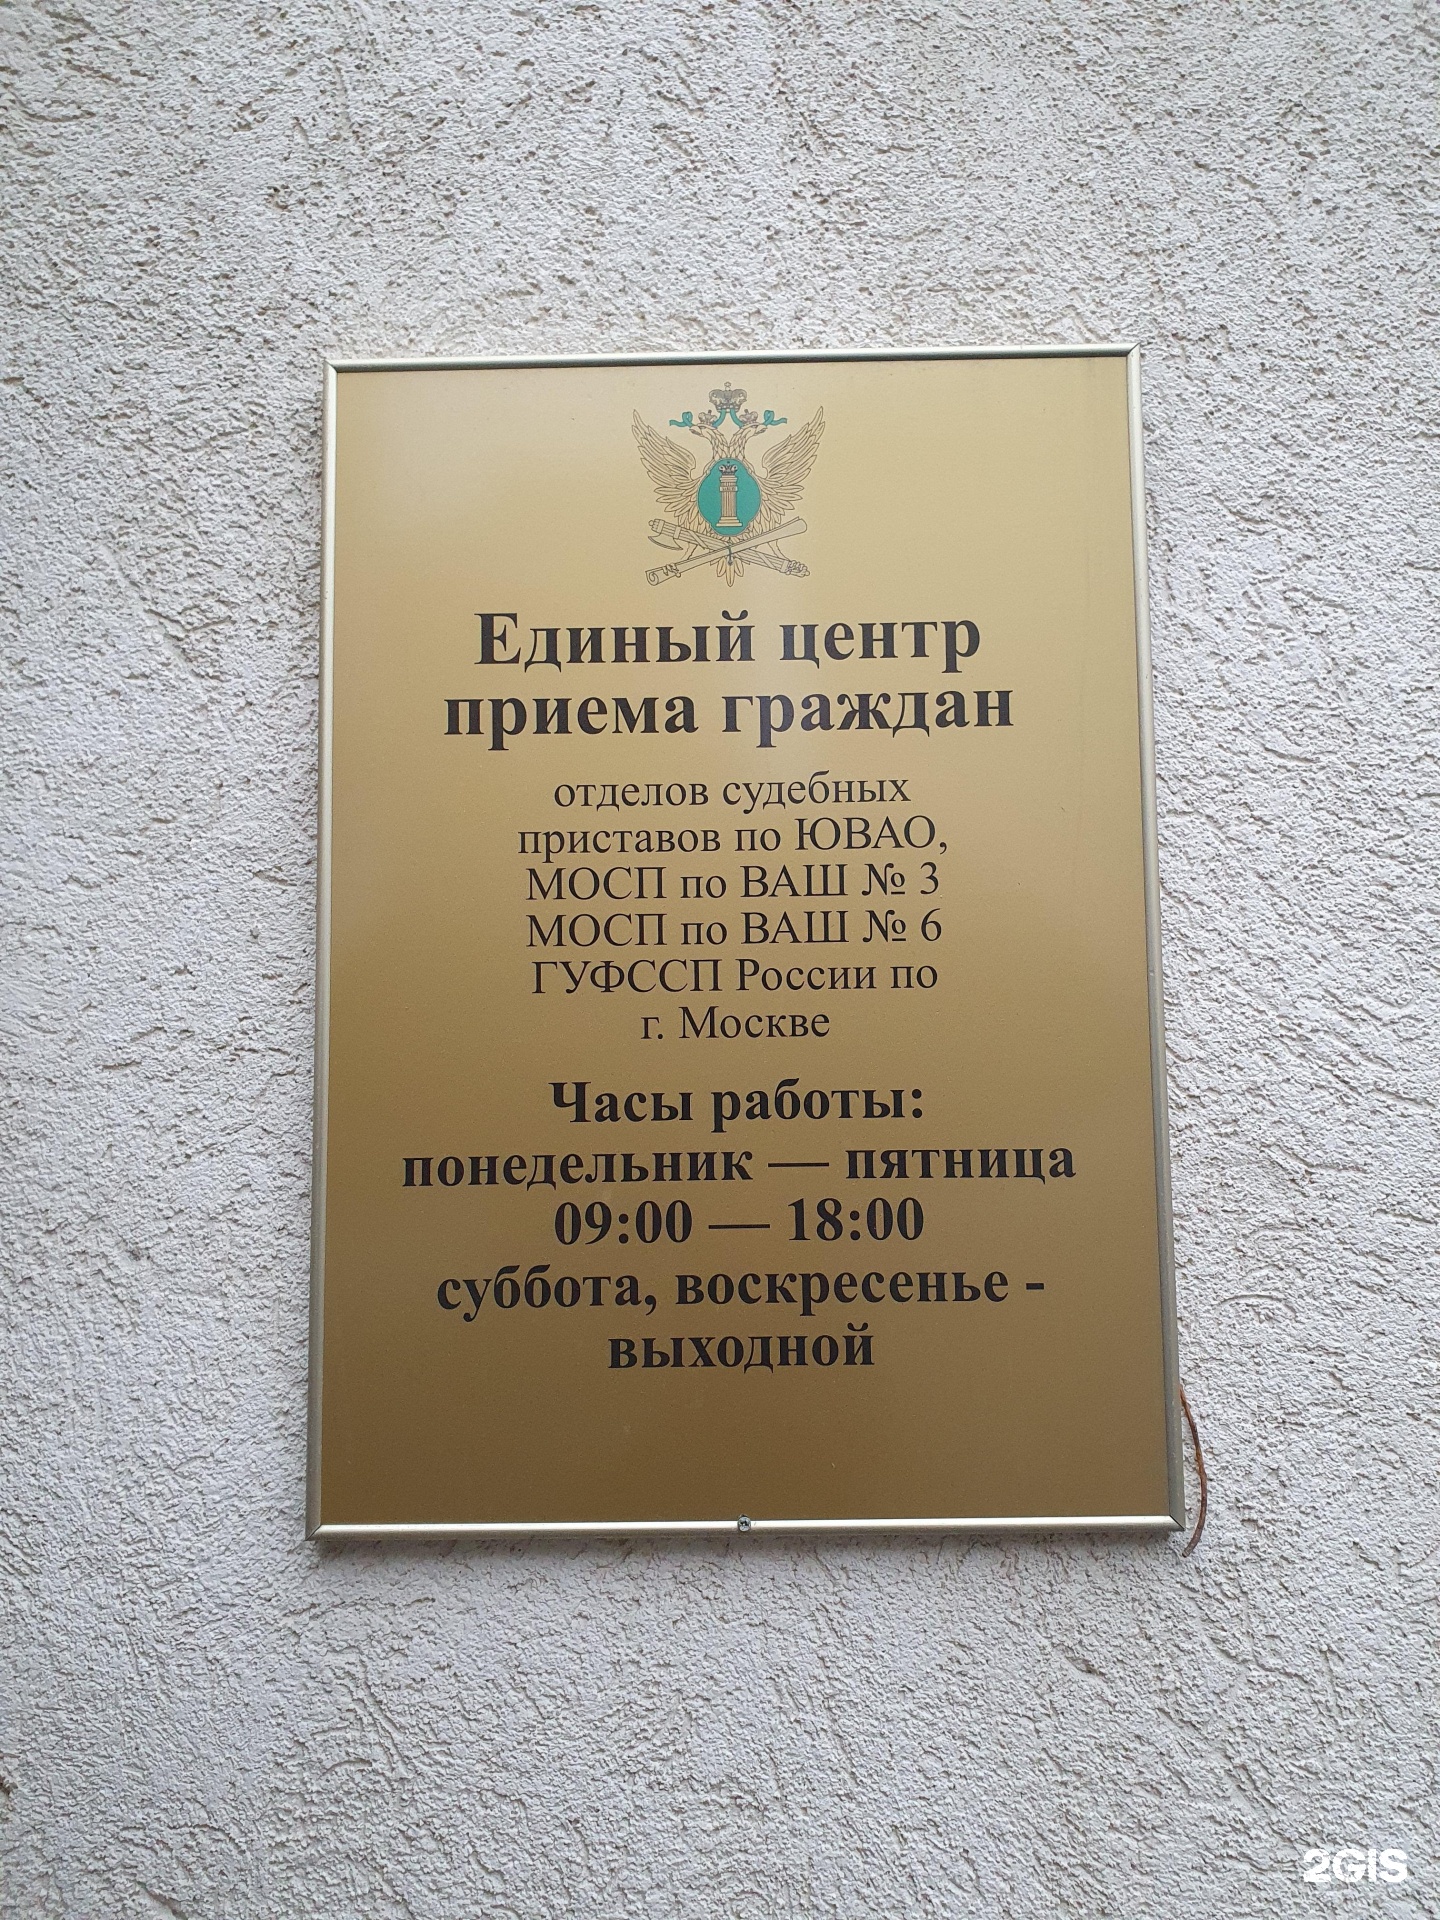 Единый центр
приема граждан
отделов судебных
приставов по ЮВАО,
МОСП по ВАШ № 3
МОСП по ВАШ № 6
ГУФССП России по
г. Москве
Часы работы:
понедельник — пятница
09:00 — 18:00
суббота, воскресенье -
выходной
2GIS